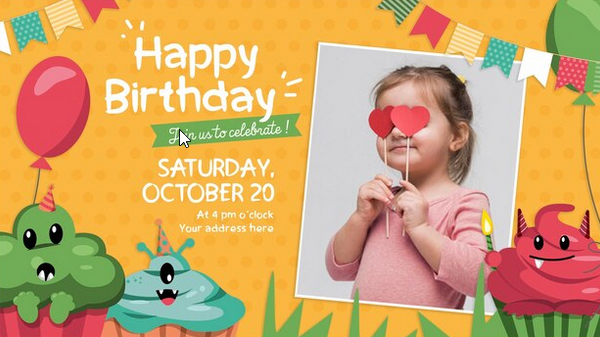 Happy
Birthday
Join us to celebrate !
SATURDAY,
OCTOBER 20
At 4 pm o'clock
Your address here